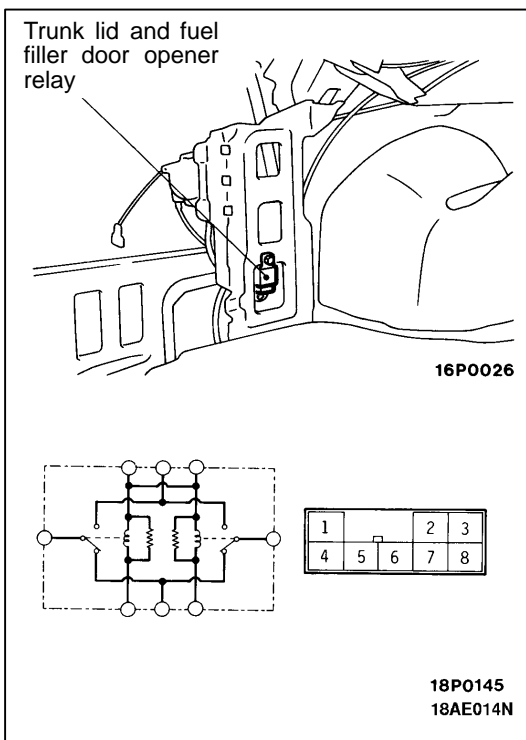 Trunk lid and fuel
filler door opener
relay
16P0026
1 2 3
4 5 6 7 8
18P0145
18AE014N